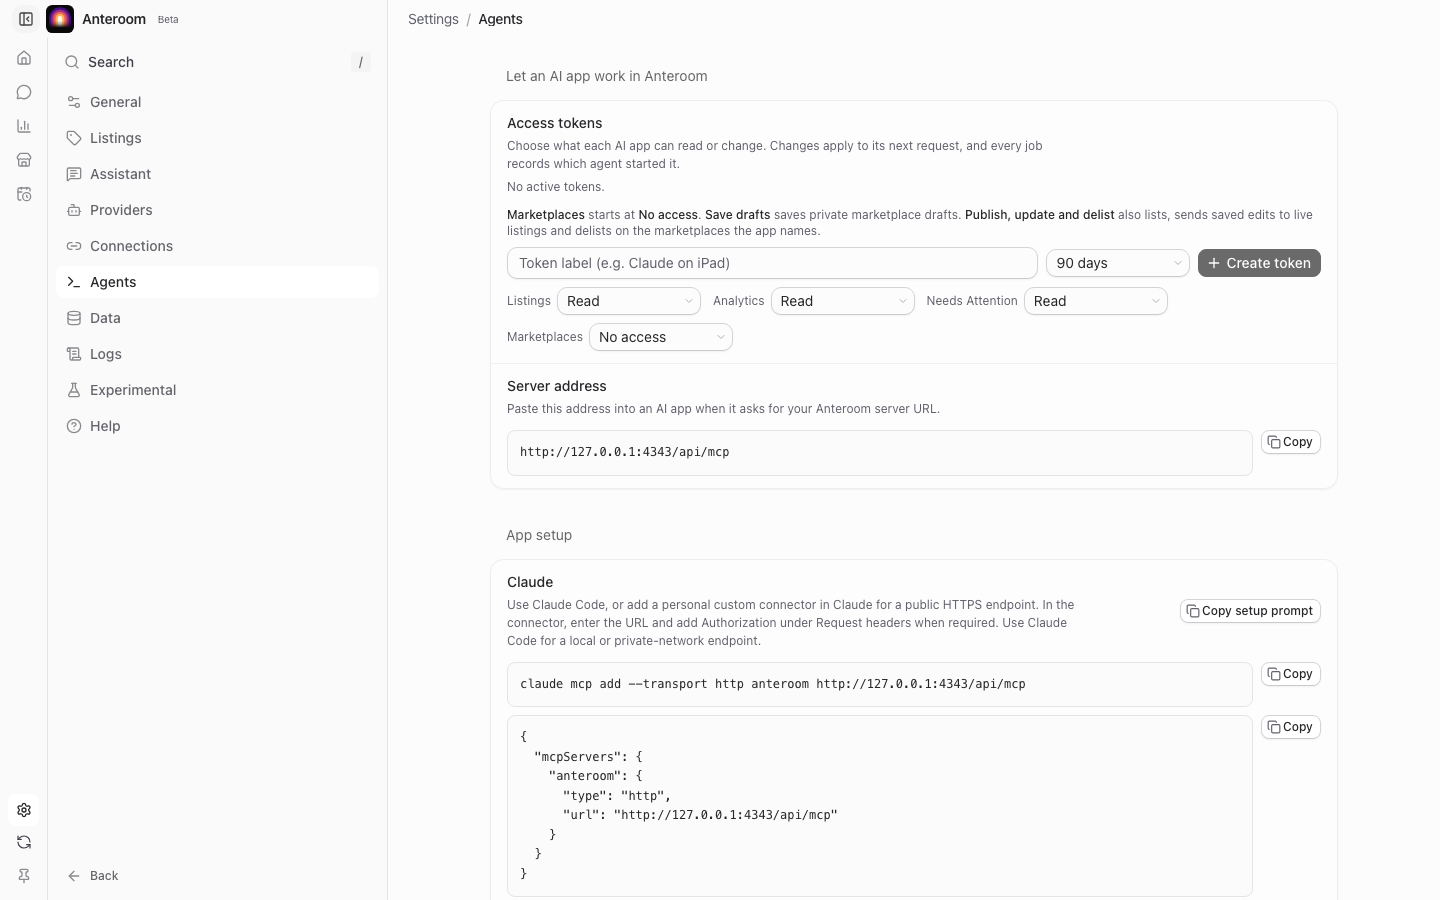 Anteroom Beta
Settings / Agents
Search /
General
Listings
Assistant
Providers
Connections
Agents
Data
Logs
Experimental
Help
Back
Let an AI app work in Anteroom
Access tokens
Choose what each AI app can read or change. Changes apply to its next request, and every job
records which agent started it.
No active tokens.
Marketplaces starts at No access. Save drafts saves private marketplace drafts. Publish, update and delist also lists, sends saved edits to live
listings and delists on the marketplaces the app names.
Token label (e.g. Claude on iPad) 90 days Create token
Listings Read Analytics Read Needs Attention Read
Marketplaces No access
Server address
Paste this address into an AI app when it asks for your Anteroom server URL.
http://127.0.0.1:4343/api/mcp Copy
App setup
Claude
Use Claude Code, or add a personal custom connector in Claude for a public HTTPS endpoint. In the
connector, enter the URL and add Authorization under Request headers when required. Use Claude
Code for a local or private-network endpoint.
Copy setup prompt
claude mcp add --transport http anteroom http://127.0.0.1:4343/api/mcp Copy
{ Copy
  "mcpServers": {
    "anteroom": {
      "type": "http",
      "url": "http://127.0.0.1:4343/api/mcp"
    }
  }
}